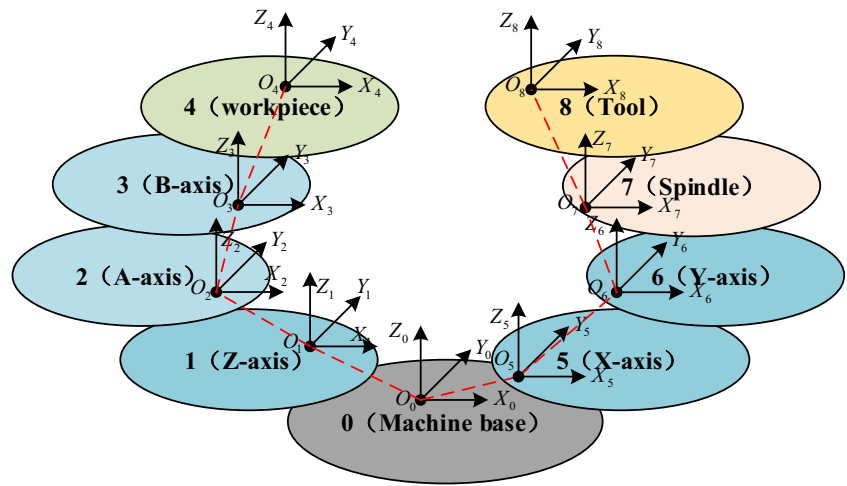 Z4
Y4
O4
X4
4（workpiece）
Z8
Y8
O8
X8
8（Tool）
Z3
Y3
3（B-axis）
O3
X3
Z7
Y7
7（Spindle）
O7
X7
Z2
Y2
2（A-axis）
X2
O2
Z6
Y6
6（Y-axis）
O6
X6
Z1
Y1
O1
X1
1（Z-axis）
Z0
Y0
O0
X0
0（Machine base）
Z5
Y5
O5
5（X-axis）
X5